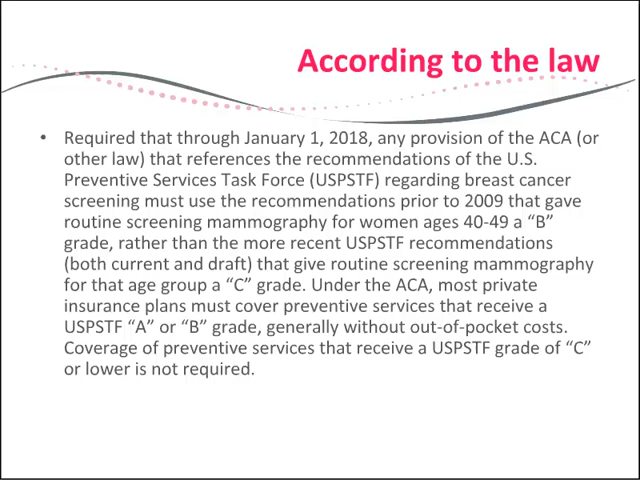 According to the law
• Required that through January 1, 2018, any provision of the ACA (or
other law) that references the recommendations of the U.S.
Preventive Services Task Force (USPSTF) regarding breast cancer
screening must use the recommendations prior to 2009 that gave
routine screening mammography for women ages 40-49 a “B”
grade, rather than the more recent USPSTF recommendations
(both current and draft) that give routine screening mammography
for that age group a “C” grade. Under the ACA, most private
insurance plans must cover preventive services that receive a
USPSTF “A” or “B” grade, generally without out-of-pocket costs.
Coverage of preventive services that receive a USPSTF grade of “C”
or lower is not required.